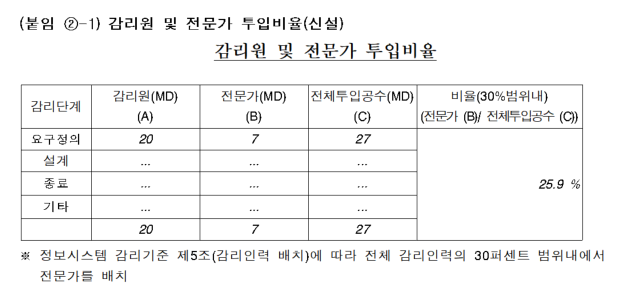 (붙임 ②-1) 감리원 및 전문가 투입비율(신설)
감리원 및 전문가 투입비율
감리단계 감리원(MD) (A) 전문가(MD) (B) 전체투입공수(MD) (C) 비율(30%범위내) (전문가 (B)/ 전체투입공수 (C))
요구정의 20 7 27
설계 ... ... ...
종료 ... ... ... 25.9 %
기타 ... ... ...
20 7 27
※ 정보시스템 감리기준 제5조(감리인력 배치)에 따라 전체 감리인력의 30퍼센트 범위내에서
전문가를 배치